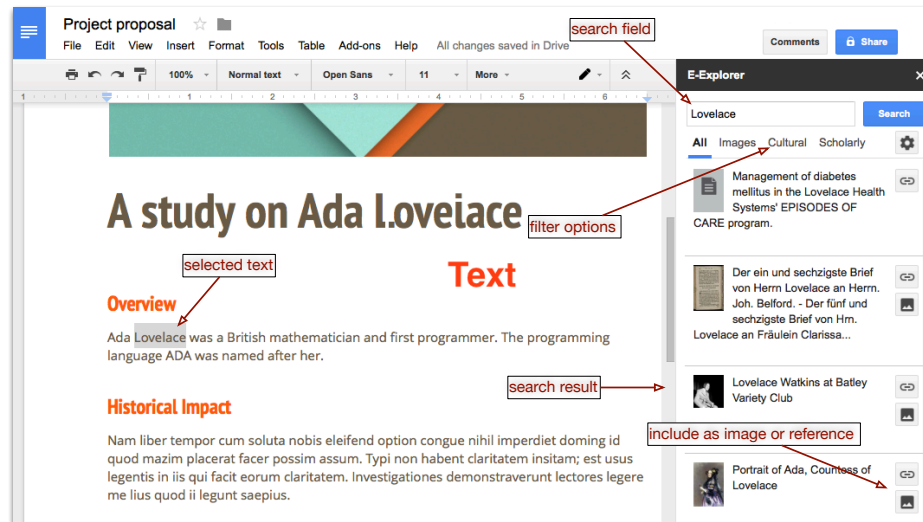 Project proposal
File Edit View Insert Format Tools Table Add-ons Help All changes saved in Drive
search field
Comments
Share
100% Normal text Open Sans 11 More
1 1 2 3 4 5 6
E-Explorer
Lovelace
Search
All Images Cultural Scholarly
Management of diabetes
mellitus in the Lovelace Health
Systems' EPISODES OF
CARE program.
A study on Ada Loveiace
filter options
selected text
Text
Der ein und sechzigste Brief
von Herrn Lovelace an Herrn.
Joh. Belford. - Der fünf und
sechzigste Brief von Hrn.
Lovelace an Fräulein Clarissa...
Overview
Ada Lovelace was a British mathematician and first programmer. The programming
language ADA was named after her.
search result
Lovelace Watkins at Batley
Variety Club
Historical Impact
include as image or reference
Nam liber tempor cum soluta nobis eleifend option congue nihil imperdiet doming id
quod mazim placerat facer possim assum. Typi non habent claritatem insitam; est usus
legentis in iis qui facit eorum claritatem. Investigationes demonstraverunt lectores legere
me lius quod ii legunt saepius.
Portrait of Ada, Countess of
Lovelace